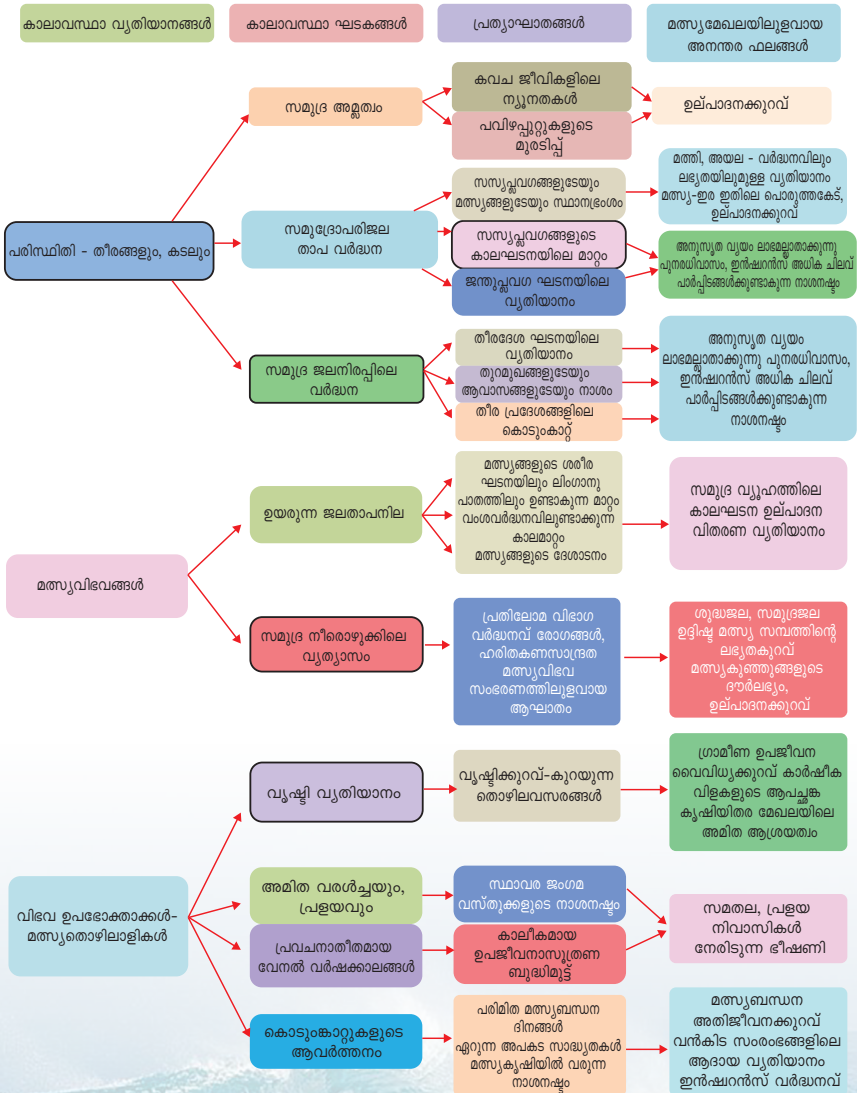 കാലാവസ്ഥാ വ്യതിയാനങ്ങൾ
കാലാവസ്ഥാ ഘടകങ്ങൾ
പ്രത്യാഘാതങ്ങൾ
മത്സ്യമേഖലയിലുളവായ
അനന്തര ഫലങ്ങൾ
പരിസ്ഥിതി - തീരങ്ങളും, കടലും
സമുദ്ര അമ്ലത്വം
കവച ജീവികളിലെ
ന്യൂനതകൾ
പവിഴപ്പുറ്റുകളുടെ
മുരടിപ്പ്
ഉല്പാദനക്കുറവ്
സമുദ്രോപരിജല
താപ വർദ്ധന
സസ്യപ്ലവഗങ്ങളുടേയും
മത്സ്യങ്ങളുടേയും സ്ഥാനഭ്രംശം
മത്തി, അയല - വർദ്ധനവിലും
ലഭ്യതയിലുമുള്ള വ്യതിയാനം
മത്സ്യ-ഇര ഇതിലെ പൊരുത്തകേട്,
ഉല്പാദനക്കുറവ്
സസ്യപ്ലവഗങ്ങളുടെ
കാലഘടനയിലെ മാറ്റം
ജന്തുപ്ലവഗ ഘടനയിലെ
വ്യതിയാനം
അനുസൃത വ്യയം ലാഭമല്ലാതാക്കുന്നു
പുനരധിവാസം, ഇൻഷ്വറൻസ് അധിക ചിലവ്
പാർപ്പിടങ്ങൾക്കുണ്ടാകുന്ന നാശനഷ്ടം
സമുദ്ര ജലനിരപ്പിലെ
വർദ്ധന
തീരദേശ ഘടനയിലെ
വ്യതിയാനം
തുറമുഖങ്ങളുടേയും
ആവാസങ്ങളുടേയും നാശം
തീര പ്രദേശങ്ങളിലെ
കൊടുംകാറ്റ്
അനുസൃത വ്യയം
ലാഭമല്ലാതാക്കുന്നു പുനരധിവാസം,
ഇൻഷ്വറൻസ് അധിക ചിലവ്
പാർപ്പിടങ്ങൾക്കുണ്ടാകുന്ന
നാശനഷ്ടം
മത്സ്യവിഭവങ്ങൾ
ഉയരുന്ന ജലതാപനില
മത്സ്യങ്ങളുടെ ശരീര
ഘടനയിലും ലിംഗാനു
പാതത്തിലും ഉണ്ടാകുന്ന മാറ്റം
വംശവർദ്ധനവിലുണ്ടാക്കുന്ന
കാലമാറ്റം
മത്സ്യങ്ങളുടെ ദേശാടനം
സമുദ്ര വ്യൂഹത്തിലെ
കാലഘടന ഉല്പാദന
വിതരണ വ്യതിയാനം
സമുദ്ര നീരൊഴുക്കിലെ
വ്യത്യാസം
പ്രതിലോമ വിഭാഗ
വർദ്ധനവ് രോഗങ്ങൾ,
ഹരിതകണസാന്ദ്രത
മത്സ്യവിഭവ
സംഭരണത്തിലുളവായ
ആഘാതം
ശുദ്ധജല, സമുദ്രജല
ഉദ്ദിഷ്ട മത്സ്യ സമ്പത്തിന്റെ
ലഭ്യതകുറവ്
മത്സ്യകുഞ്ഞുങ്ങളുടെ
ദൗർലഭ്യം,
ഉല്പാദനക്കുറവ്
വിഭവ ഉപഭോക്താക്കൾ-
മത്സ്യതൊഴിലാളികൾ
വൃഷ്ടി വ്യതിയാനം
വൃഷ്ടിക്കുറവ്-കുറയുന്ന
തൊഴിലവസരങ്ങൾ
ഗ്രാമീണ ഉപജീവന
വൈവിധ്യക്കുറവ് കാർഷീക
വിളകളുടെ ആപച്ഛങ്ക
കൃഷിയിതര മേഖലയിലെ
അമിത ആശ്രയത്വം
അമിത വരൾച്ചയും,
പ്രളയവും
സ്ഥാവര ജംഗമ
വസ്തുക്കളുടെ നാശനഷ്ടം
പ്രവചനാതീതമായ
വേനൽ വർഷക്കാലങ്ങൾ
കാലീകമായ
ഉപജീവനാസൂത്രണ
ബുദ്ധിമുട്ട്
സമതല, പ്രളയ
നിവാസികൾ
നേരിടുന്ന ഭീഷണി
കൊടുംങ്കാറ്റുകളുടെ
ആവർത്തനം
പരിമിത മത്സ്യബന്ധന
ദിനങ്ങൾ
ഏറുന്ന അപകട സാദ്ധ്യതകൾ
മത്സ്യകൃഷിയിൽ വരുന്ന
നാശനഷ്ടം
മത്സ്യബന്ധന
അതിജീവനക്കുറവ്
വൻകിട സംരംഭങ്ങളിലെ
ആദായ വ്യതിയാനം
ഇൻഷ്വറൻസ് വർദ്ധനവ്